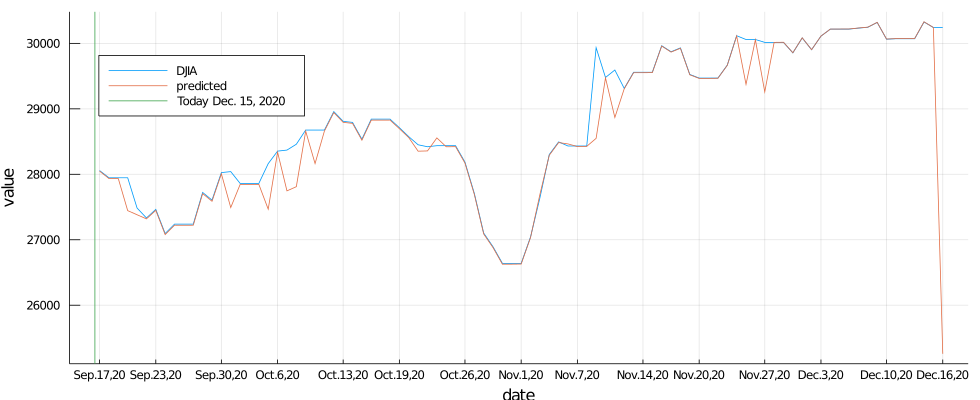 30000
29000
28000
27000
26000
value
DJIA
predicted
Today Dec. 15, 2020
Sep.17,20 Sep.23,20 Sep.30,20 Oct.6,20 Oct.13,20 Oct.19,20 Oct.26,20 Nov.1,20 Nov.7,20 Nov.14,20 Nov.20,20 Nov.27,20 Dec.3,20 Dec.10,20 Dec.16,20
date